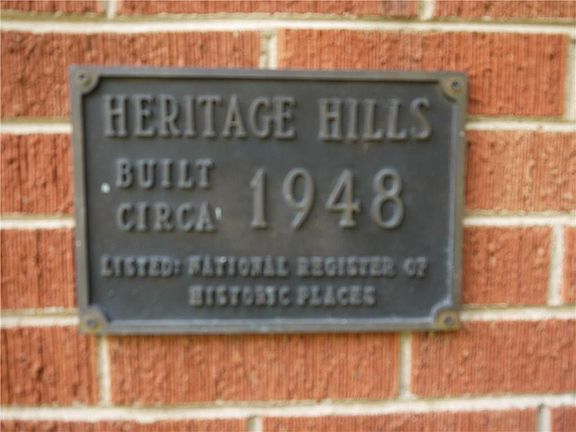 HERITAGE HILLS
BUILT
CIRCA 1948
LISTED: NATIONAL REGISTER OF
HISTORIC PLACES